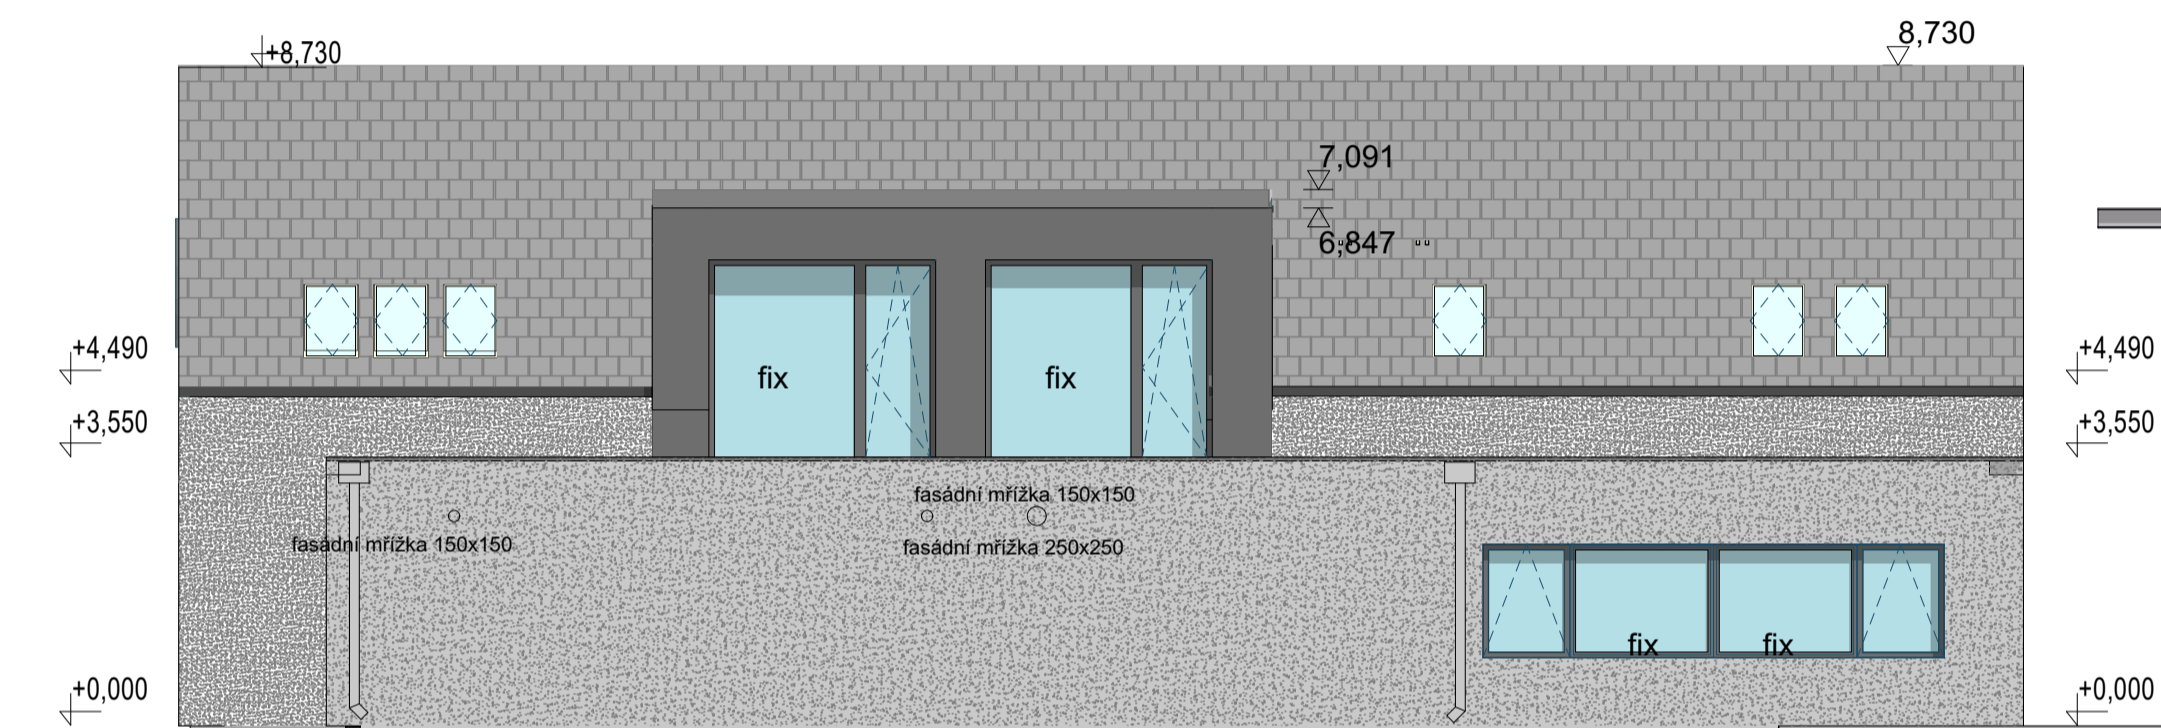 +8,730
8,730
7,091
6,847
+4,490
+4,490
fix
fix
+3,550
+3,550
fasádní mřížka 150x150
fasádní mřížka 150x150
fasádní mřížka 250x250
fix
fix
+0,000
+0,000